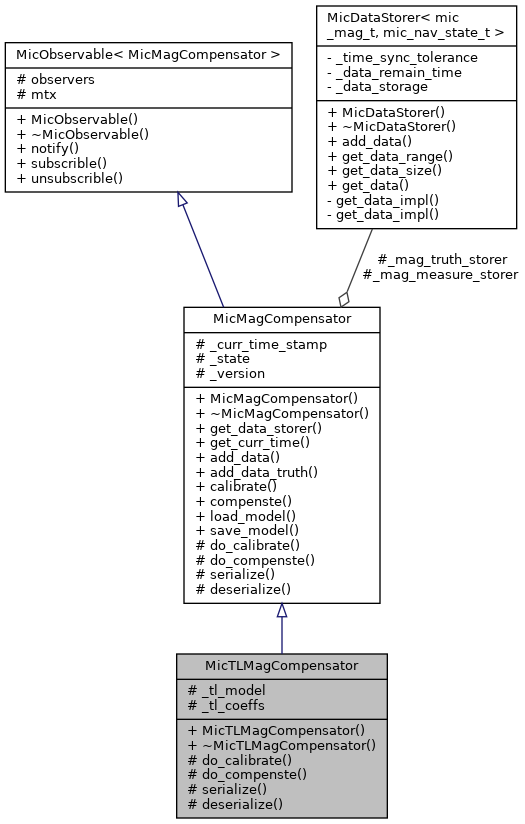 MicObservable< MicMagCompensator >
# observers
# mtx
+ MicObservable()
+ ~MicObservable()
+ notify()
+ subscrible()
+ unsubscrible()
MicDataStorer< mic
_mag_t, mic_nav_state_t >
- _time_sync_tolerance
- _data_remain_time
- _data_storage
+ MicDataStorer()
+ ~MicDataStorer()
+ add_data()
+ get_data_range()
+ get_data_size()
+ get_data()
- get_data_impl()
- get_data_impl()
#_mag_truth_storer
#_mag_measure_storer
MicMagCompensator
# _curr_time_stamp
# _state
# _version
+ MicMagCompensator()
+ ~MicMagCompensator()
+ get_data_storer()
+ get_curr_time()
+ add_data()
+ add_data_truth()
+ calibrate()
+ compenste()
+ load_model()
+ save_model()
# do_calibrate()
# do_compenste()
# serialize()
# deserialize()
MicTLMagCompensator
# _tl_model
# _tl_coeffs
+ MicTLMagCompensator()
+ ~MicTLMagCompensator()
# do_calibrate()
# do_compenste()
# serialize()
# deserialize()